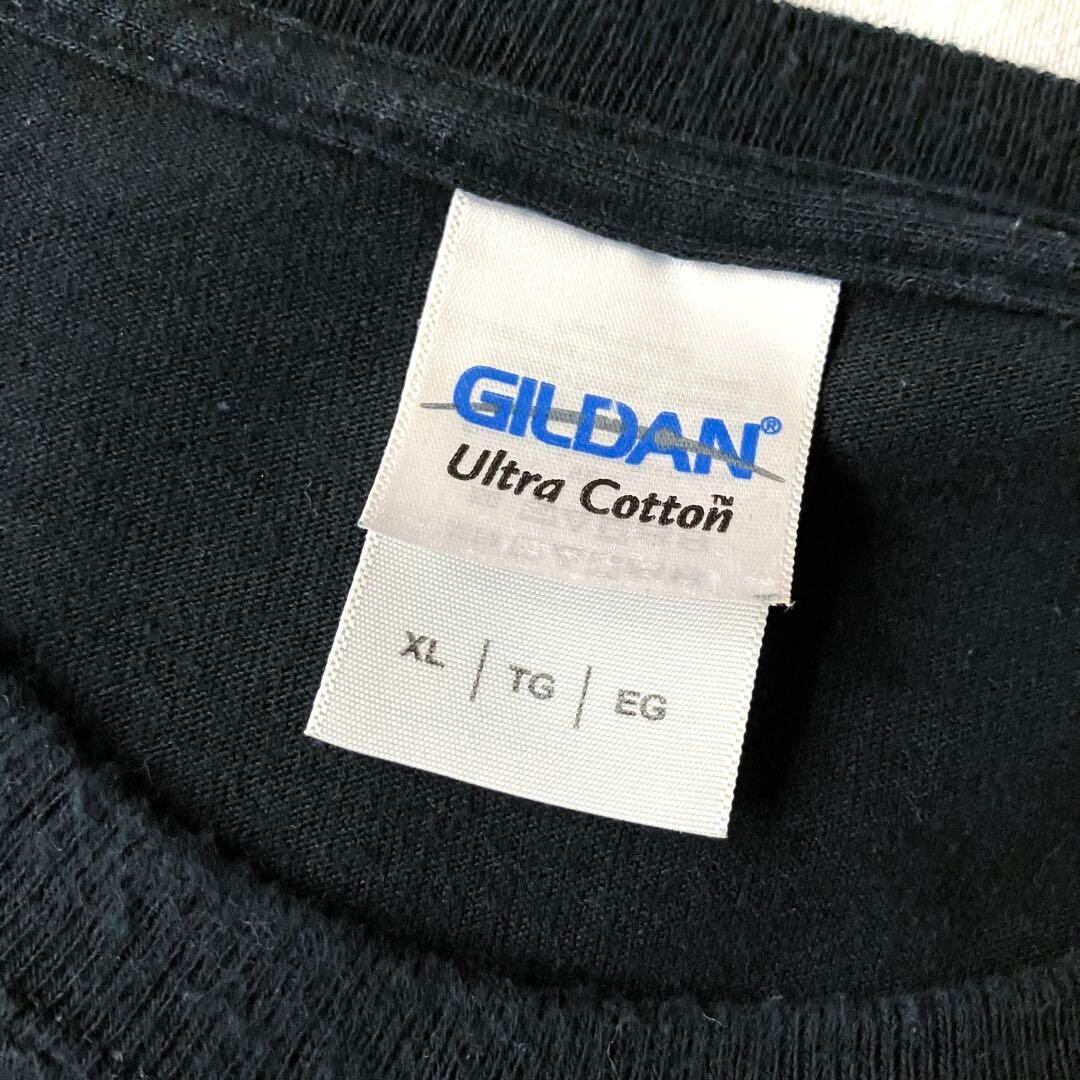 GILDAN®
Ultra Cotton™
XL | TG | EG